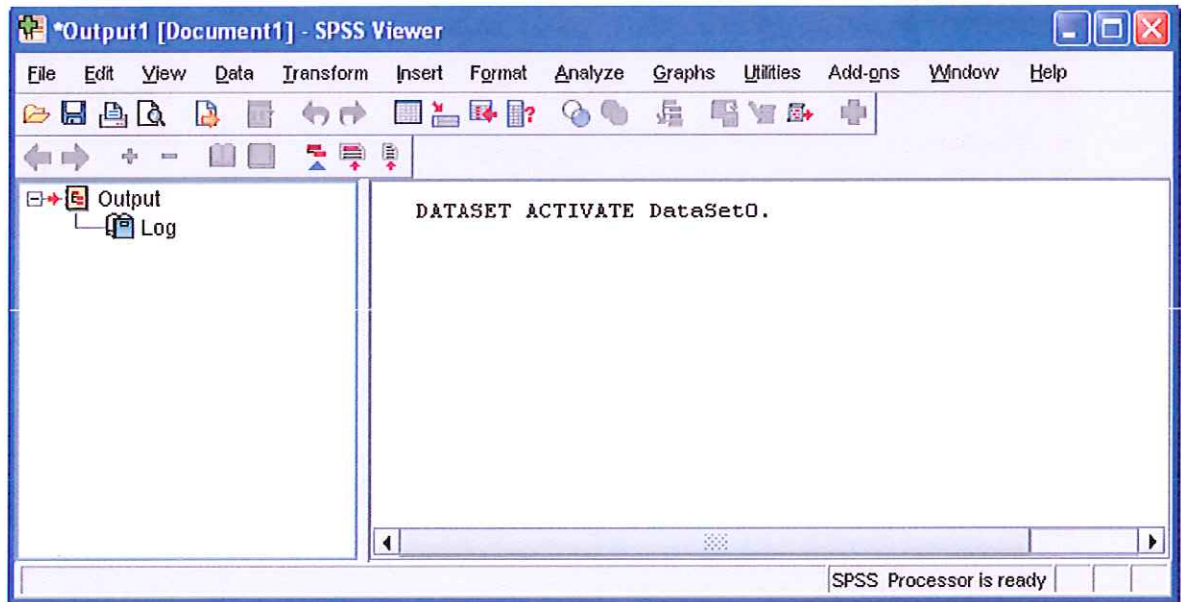 *Output1 [Document1] - SPSS Viewer
File Edit View Data Transform Insert Format Analyze Graphs Utilities Add-ons Window Help
Output
Log
DATASET ACTIVATE DataSet0.
SPSS Processor is ready